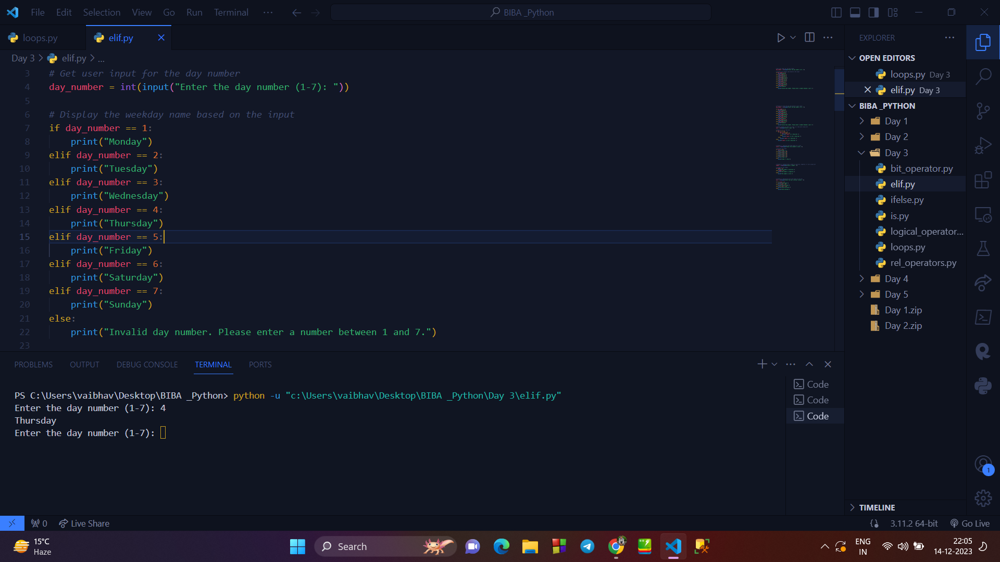 File Edit Selection View Go Run Terminal ··· BIBA _Python
loops.py elif.py
Day 3 > elif.py > ...
3 # Get user input for the day number
4 day_number = int(input("Enter the day number (1-7): "))
5
6 # Display the weekday name based on the input
7 if day_number == 1:
8 print("Monday")
9 elif day_number == 2:
10 print("Tuesday")
11 elif day_number == 3:
12 print("Wednesday")
13 elif day_number == 4:
14 print("Thursday")
15 elif day_number == 5:
16 print("Friday")
17 elif day_number == 6:
18 print("Saturday")
19 elif day_number == 7:
20 print("Sunday")
21 else:
22 print("Invalid day number. Please enter a number between 1 and 7.")
23
PROBLEMS OUTPUT DEBUG CONSOLE TERMINAL PORTS
PS C:\Users\vaibhav\Desktop\BIBA _Python> python -u "c:\Users\vaibhav\Desktop\BIBA _Python\Day 3\elif.py"
Enter the day number (1-7): 4
Thursday
Enter the day number (1-7):
Code
Code
Code
EXPLORER
OPEN EDITORS
loops.py Day 3
elif.py Day 3
BIBA _PYTHON
Day 1
Day 2
Day 3
bit_operator.py
elif.py
ifelse.py
is.py
logical_operator...
loops.py
rel_operators.py
Day 4
Day 5
Day 1.zip
Day 2.zip
TIMELINE
1
0 Live Share 3.11.2 64-bit Go Live
15°C
Haze
Search
ENG
IN
22:05
14-12-2023